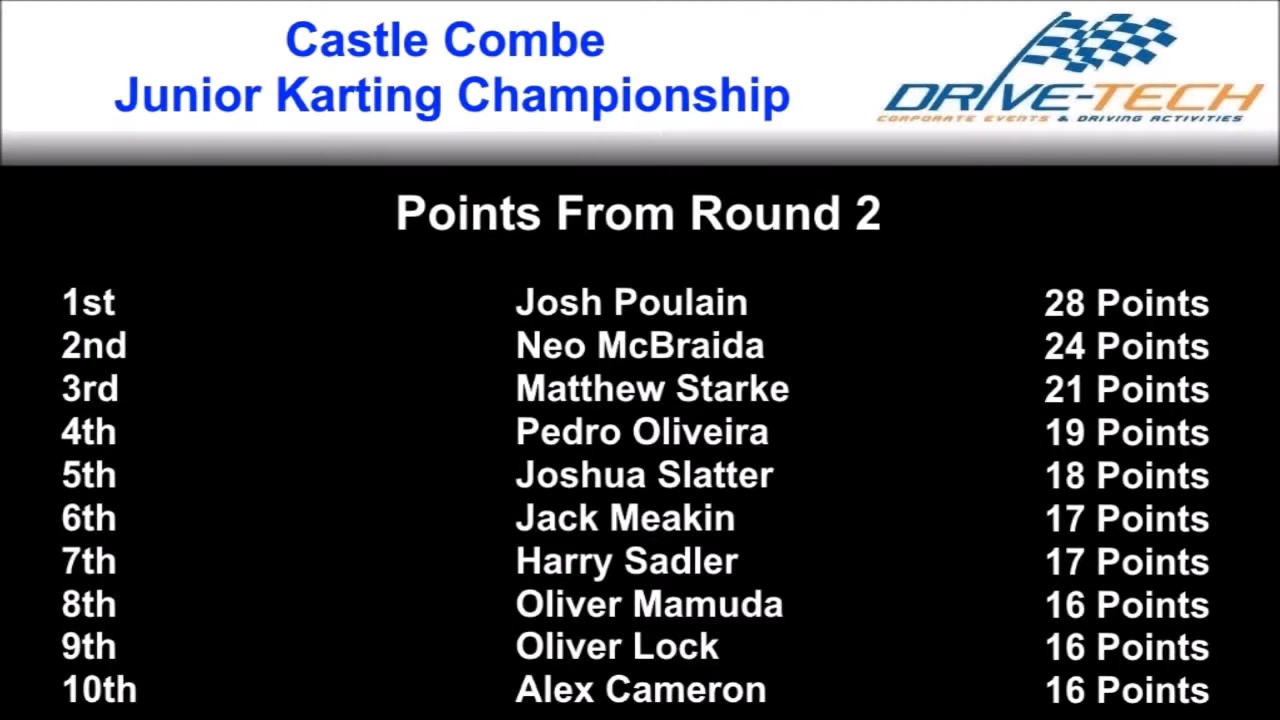 Castle Combe
Junior Karting Championship
DRIVE-TECH
CORPORATE EVENTS & DRIVING ACTIVITIES
Points From Round 2
1st Josh Poulain 28 Points
2nd Neo McBraida 24 Points
3rd Matthew Starke 21 Points
4th Pedro Oliveira 19 Points
5th Joshua Slatter 18 Points
6th Jack Meakin 17 Points
7th Harry Sadler 17 Points
8th Oliver Mamuda 16 Points
9th Oliver Lock 16 Points
10th Alex Cameron 16 Points